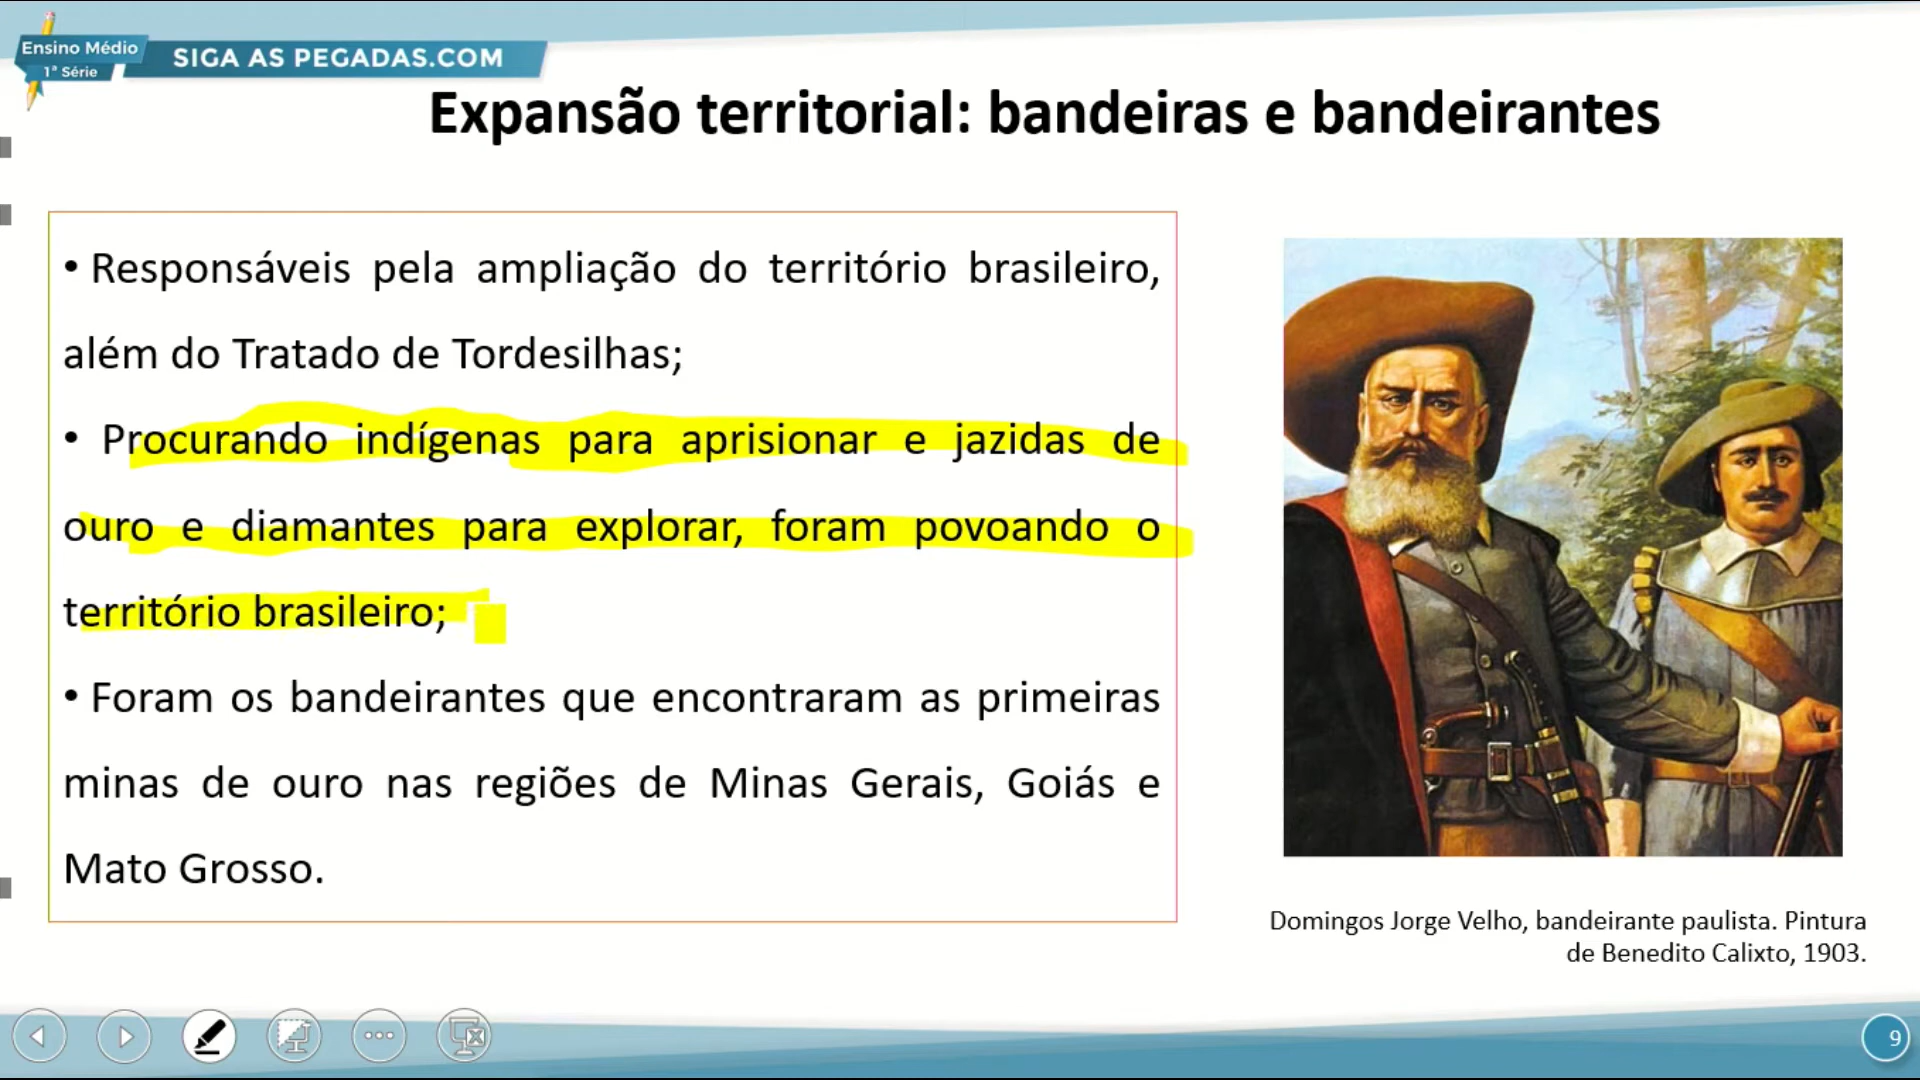 Ensino Médio
1ª Série
SIGA AS PEGADAS.COM
Expansão territorial: bandeiras e bandeirantes
• Responsáveis pela ampliação do território brasileiro,
além do Tratado de Tordesilhas;
• Procurando indígenas para aprisionar e jazidas de
ouro e diamantes para explorar, foram povoando o
território brasileiro;
• Foram os bandeirantes que encontraram as primeiras
minas de ouro nas regiões de Minas Gerais, Goiás e
Mato Grosso.
Domingos Jorge Velho, bandeirante paulista. Pintura
de Benedito Calixto, 1903.
9